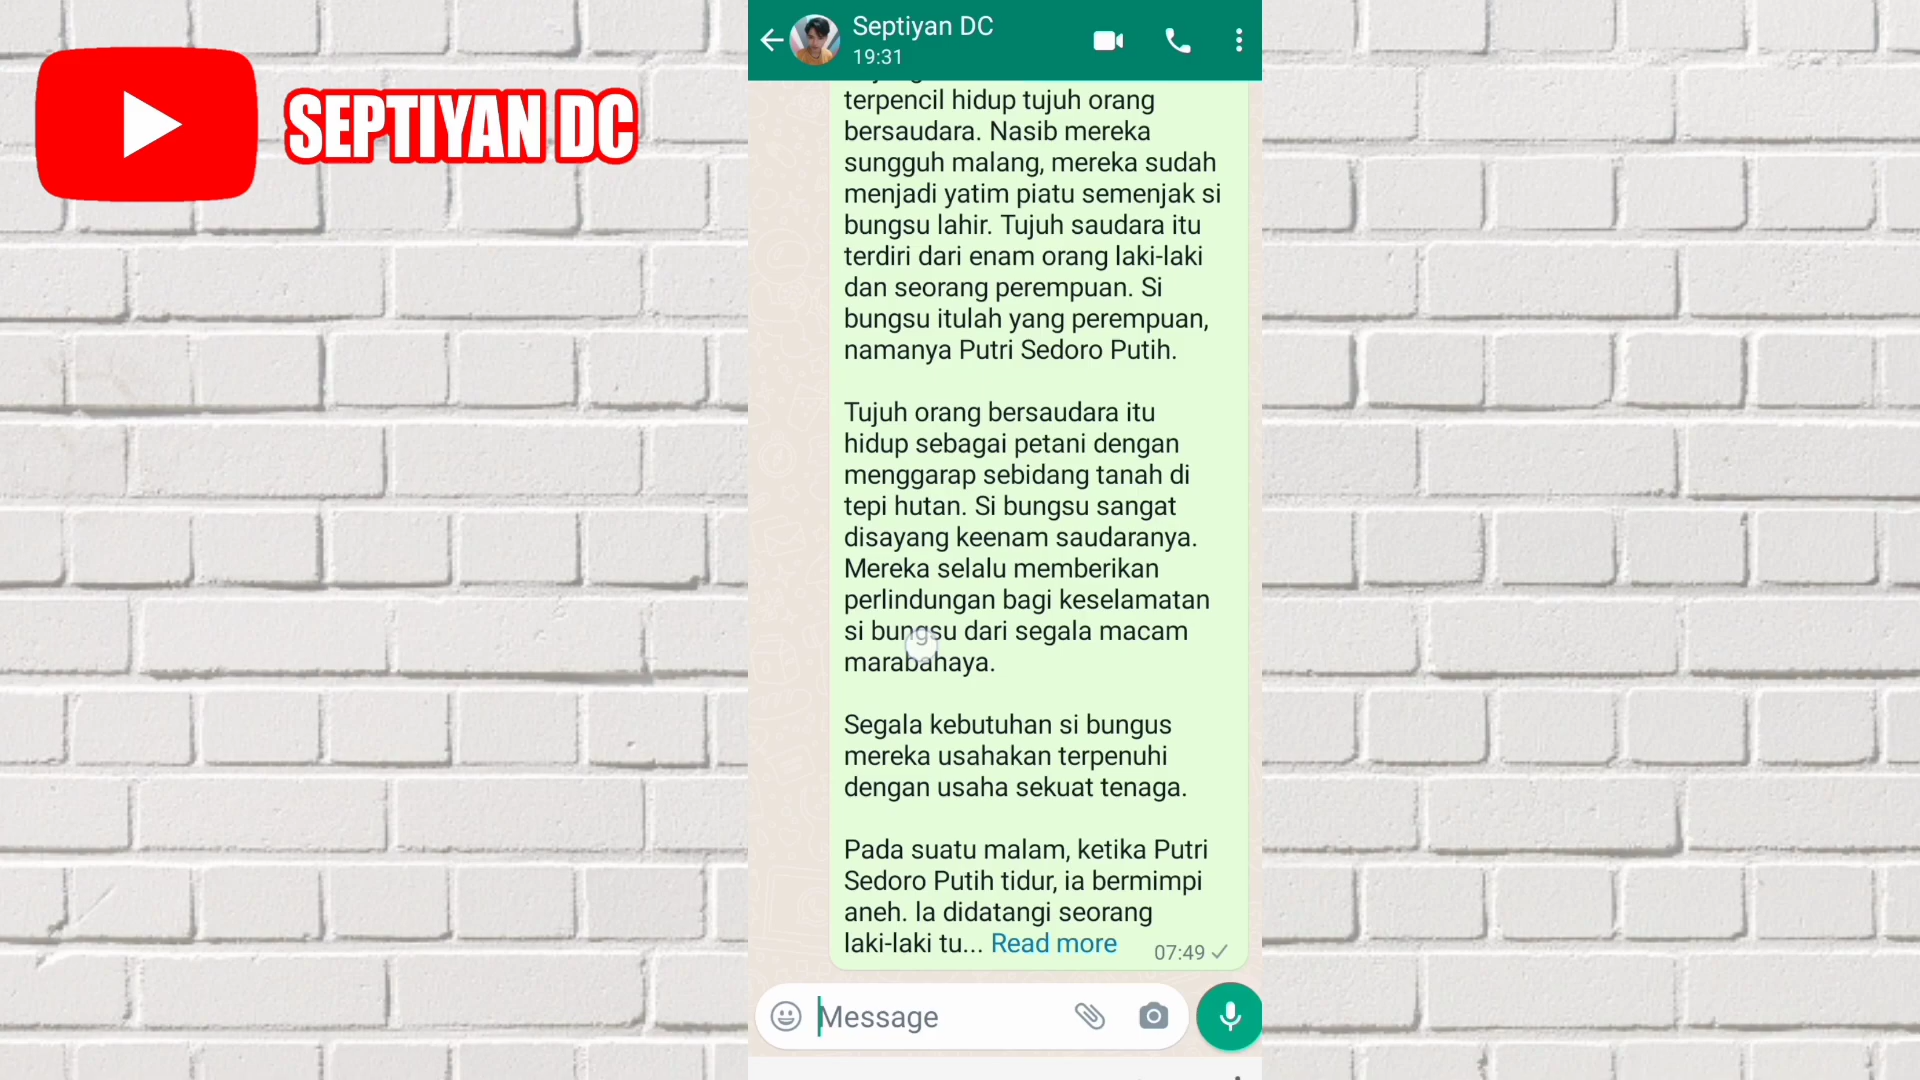 SEPTIYAN DC
Septiyan DC
19:31
terpencil hidup tujuh orang
bersaudara. Nasib mereka
sungguh malang, mereka sudah
menjadi yatim piatu semenjak si
bungsu lahir. Tujuh saudara itu
terdiri dari enam orang laki-laki
dan seorang perempuan. Si
bungsu itulah yang perempuan,
namanya Putri Sedoro Putih.
Tujuh orang bersaudara itu
hidup sebagai petani dengan
menggarap sebidang tanah di
tepi hutan. Si bungsu sangat
disayang keenam saudaranya.
Mereka selalu memberikan
perlindungan bagi keselamatan
si bungsu dari segala macam
marabahaya.
Segala kebutuhan si bungus
mereka usahakan terpenuhi
dengan usaha sekuat tenaga.
Pada suatu malam, ketika Putri
Sedoro Putih tidur, ia bermimpi
aneh. Ia didatangi seorang
laki-laki tu... Read more
07:49
Message